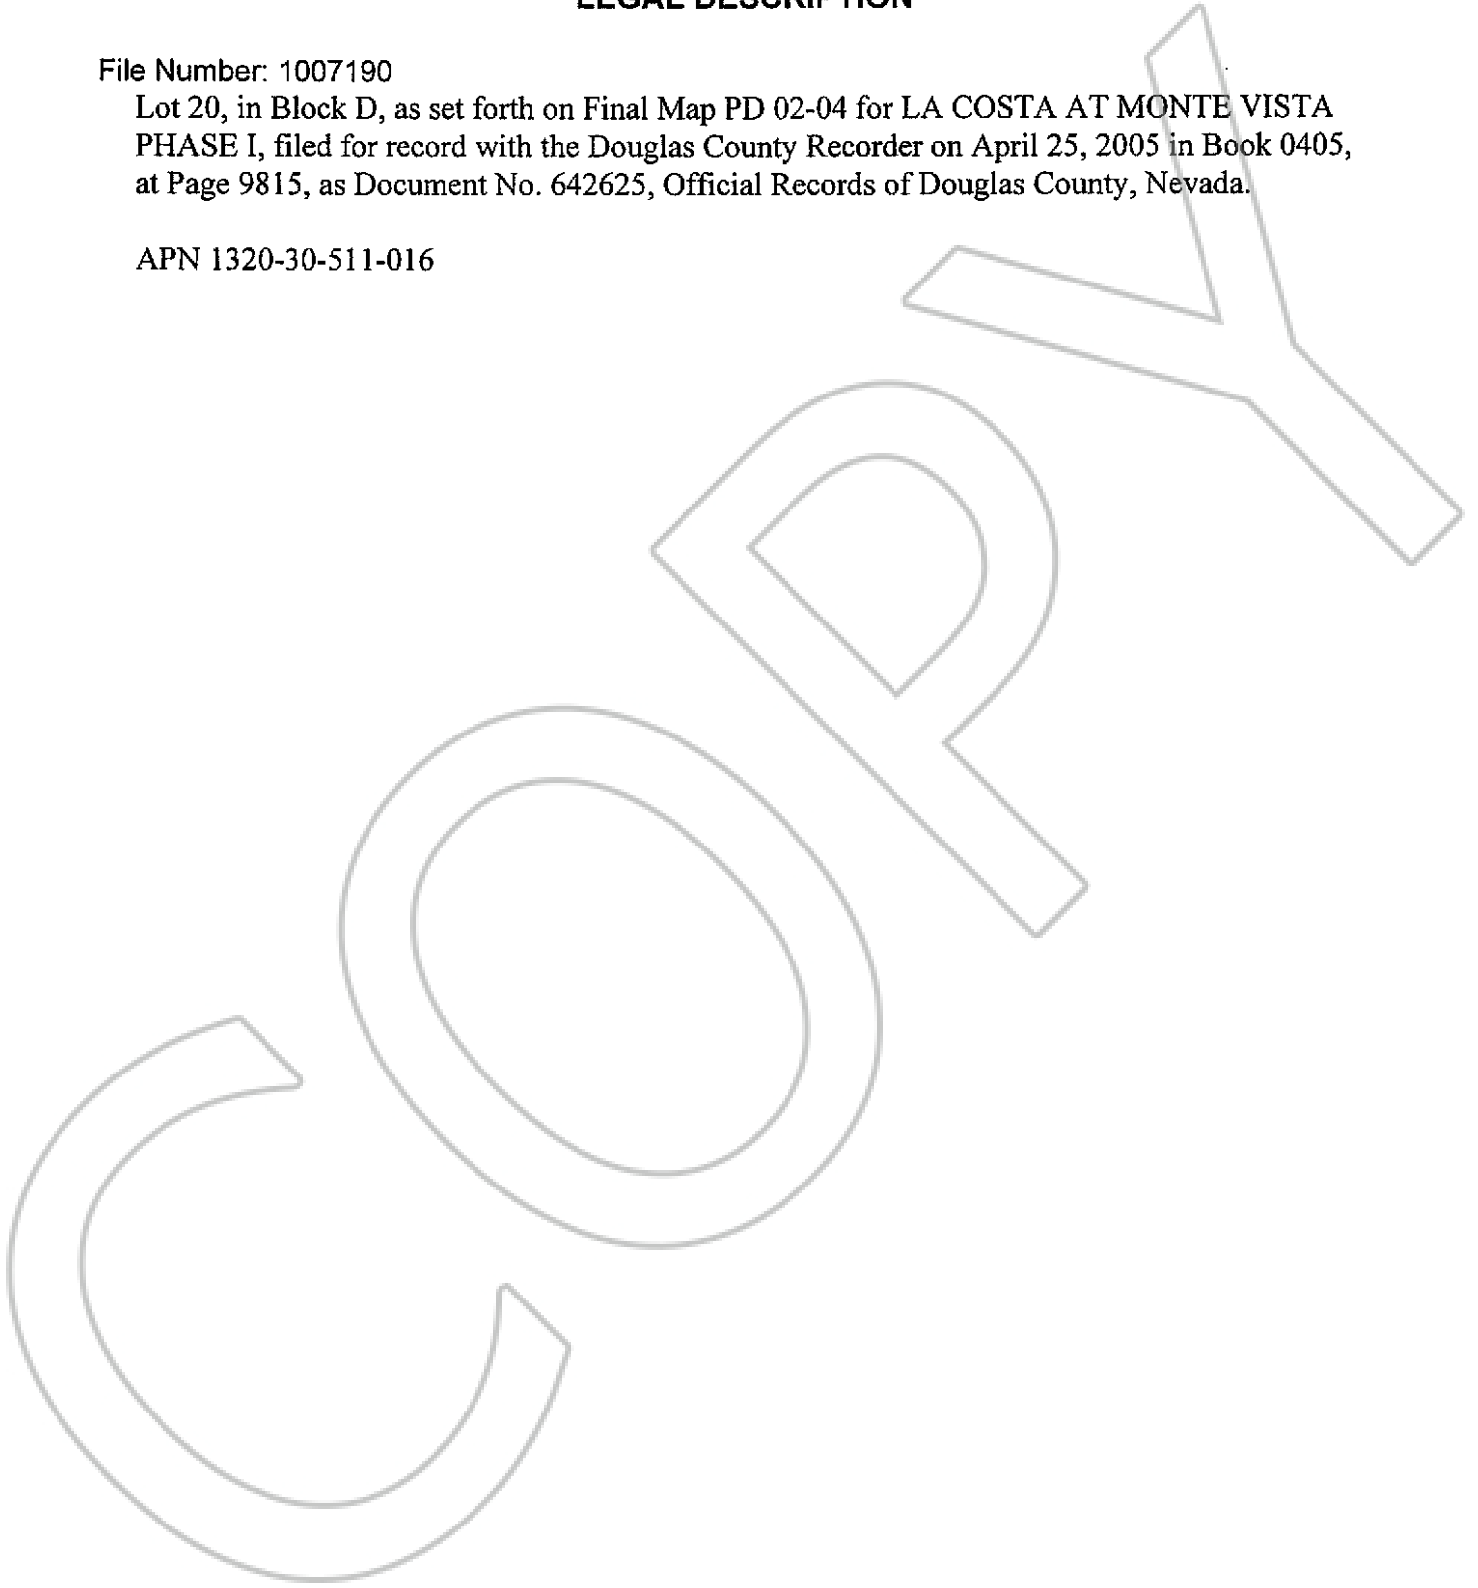 LEGAL DESCRIPTION
File Number: 1007190
Lot 20, in Block D, as set forth on Final Map PD 02-04 for LA COSTA AT MONTE VISTA
PHASE I, filed for record with the Douglas County Recorder on April 25, 2005 in Book 0405,
at Page 9815, as Document No. 642625, Official Records of Douglas County, Nevada.
APN 1320-30-511-016
COPY